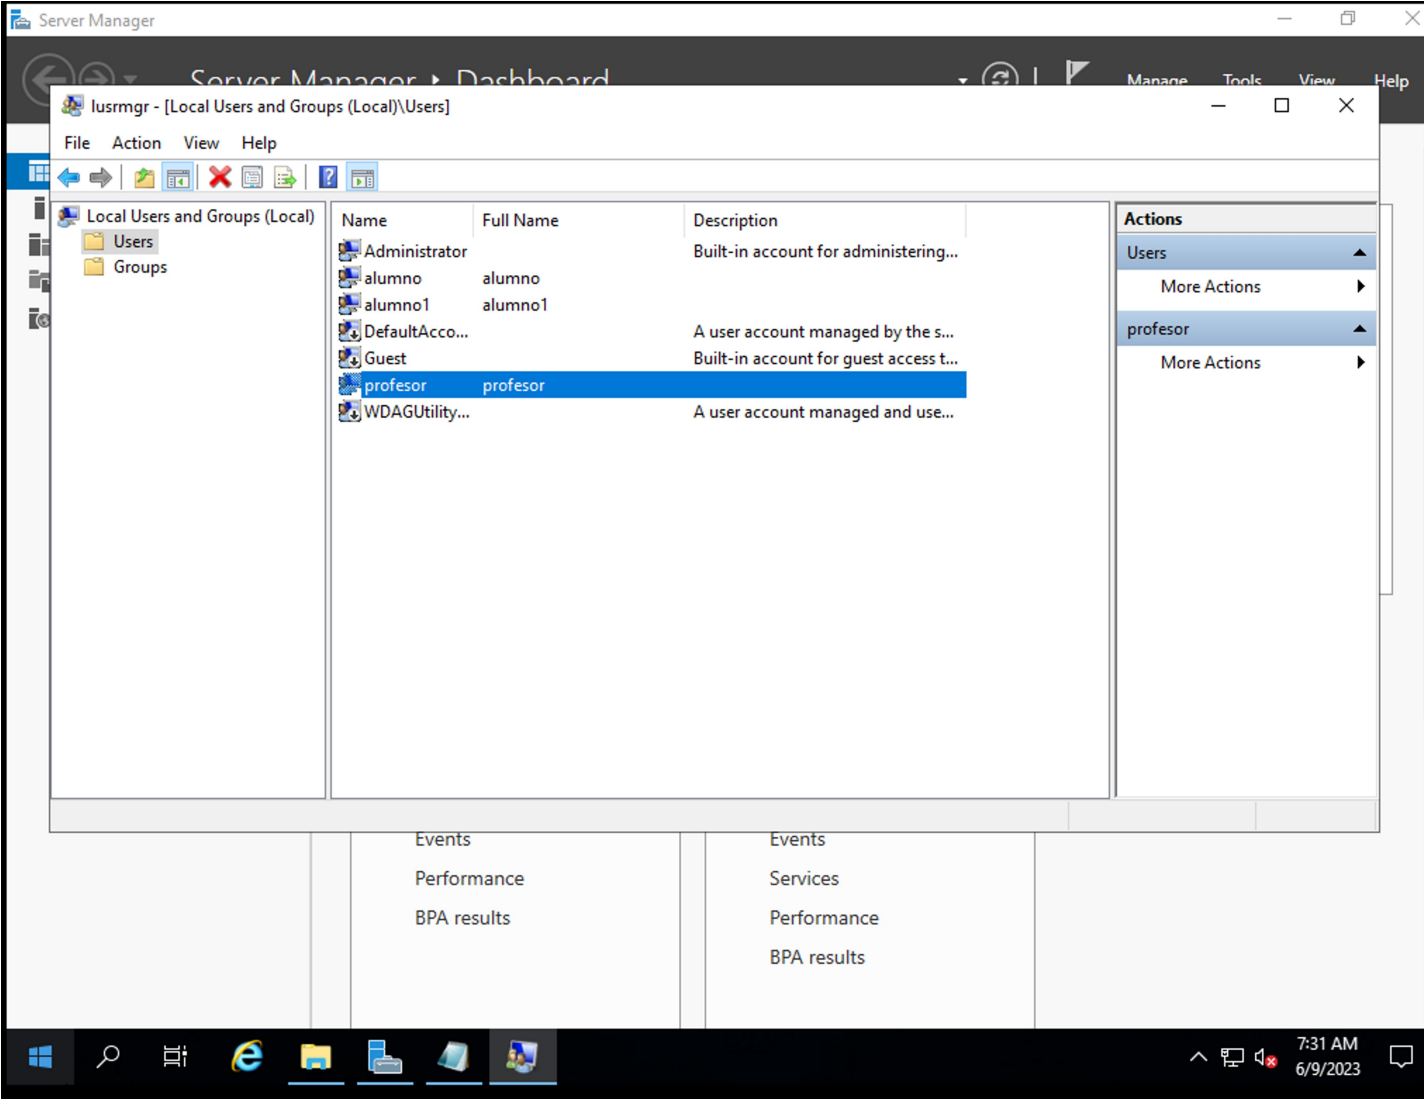 Server Manager
Server Manager • Dashboard
Manage Tools View Help
lusrmgr - [Local Users and Groups (Local)\Users]
File Action View Help
Local Users and Groups (Local)
Users
Groups
Name Full Name Description
Administrator Built-in account for administering...
alumno alumno
alumno1 alumno1
DefaultAcco... A user account managed by the s...
Guest Built-in account for guest access t...
profesor profesor
WDAGUtility... A user account managed and use...
Actions
Users
More Actions
profesor
More Actions
Events
Performance
BPA results
Events
Services
Performance
BPA results
7:31 AM
6/9/2023